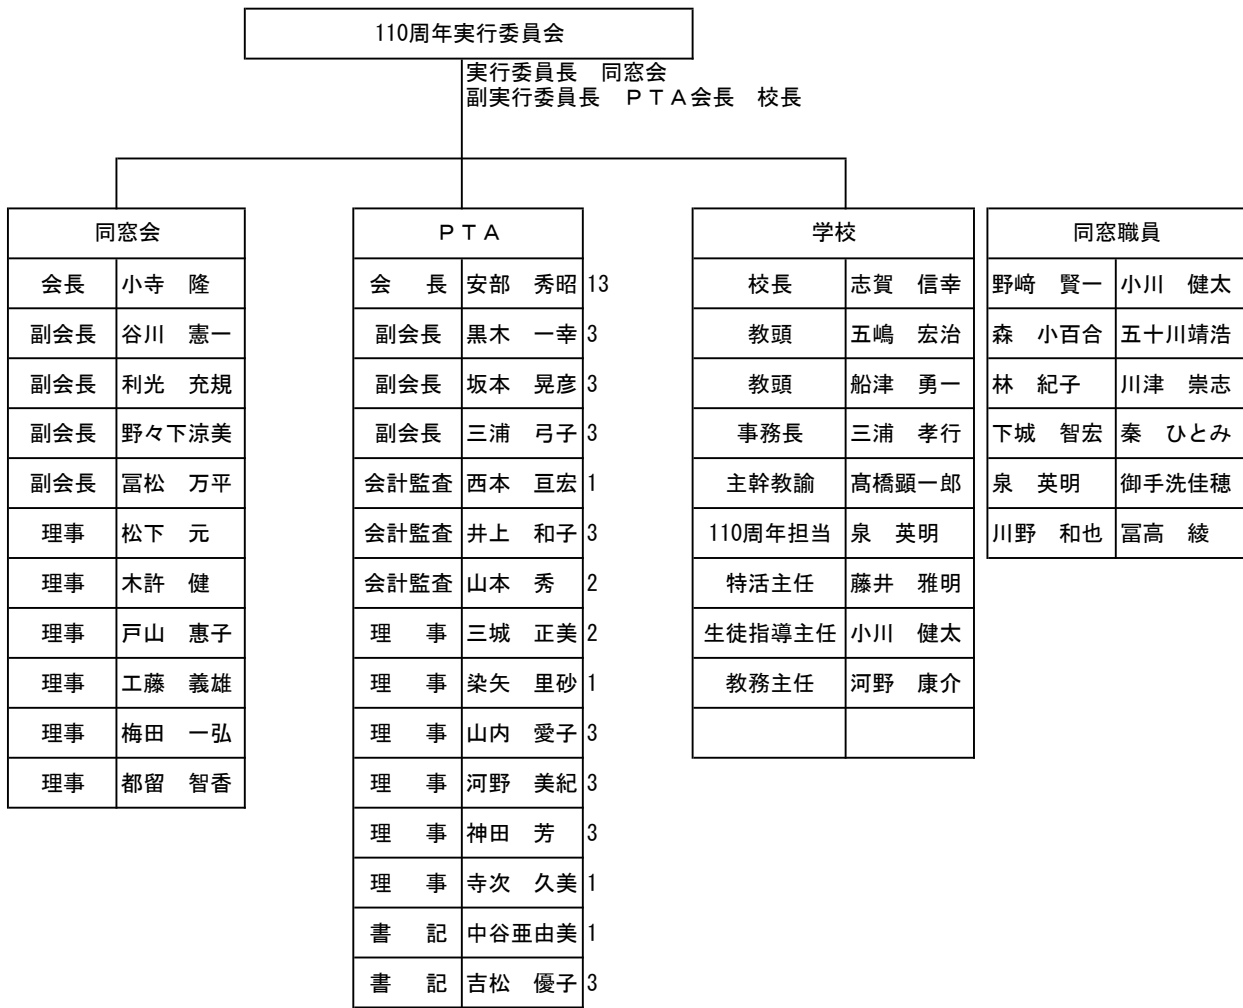 110周年実行委員会
実行委員長　同窓会
副実行委員長　ＰＴＡ会長　校長
同窓会
会長　小寺　隆
副会長　谷川　憲一
副会長　利光　充規
副会長　野々下涼美
副会長　冨松　万平
理事　松下　元
理事　木許　健
理事　戸山　惠子
理事　工藤　義雄
理事　梅田　一弘
理事　都留　智香
ＰＴＡ
会　長　安部　秀昭 13
副会長　黒木　一幸 3
副会長　坂本　晃彦 3
副会長　三浦　弓子 3
会計監査　西本　亘宏 1
会計監査　井上　和子 3
会計監査　山本　秀 2
理　事　三城　正美 2
理　事　染矢　里砂 1
理　事　山内　愛子 3
理　事　河野　美紀 3
理　事　神田　芳 3
理　事　寺次　久美 1
書　記　中谷亜由美 1
書　記　吉松　優子 3
学校
校長　志賀　信幸
教頭　五嶋　宏治
教頭　船津　勇一
事務長　三浦　孝行
主幹教諭　髙橋顕一郎
110周年担当　泉　英明
特活主任　藤井　雅明
生徒指導主任　小川　健太
教務主任　河野　康介
同窓職員
野﨑　賢一　小川　健太
森　小百合　五十川靖浩
林　紀子　川津　崇志
下城　智宏　秦　ひとみ
泉　英明　御手洗佳穂
川野　和也　冨高　綾